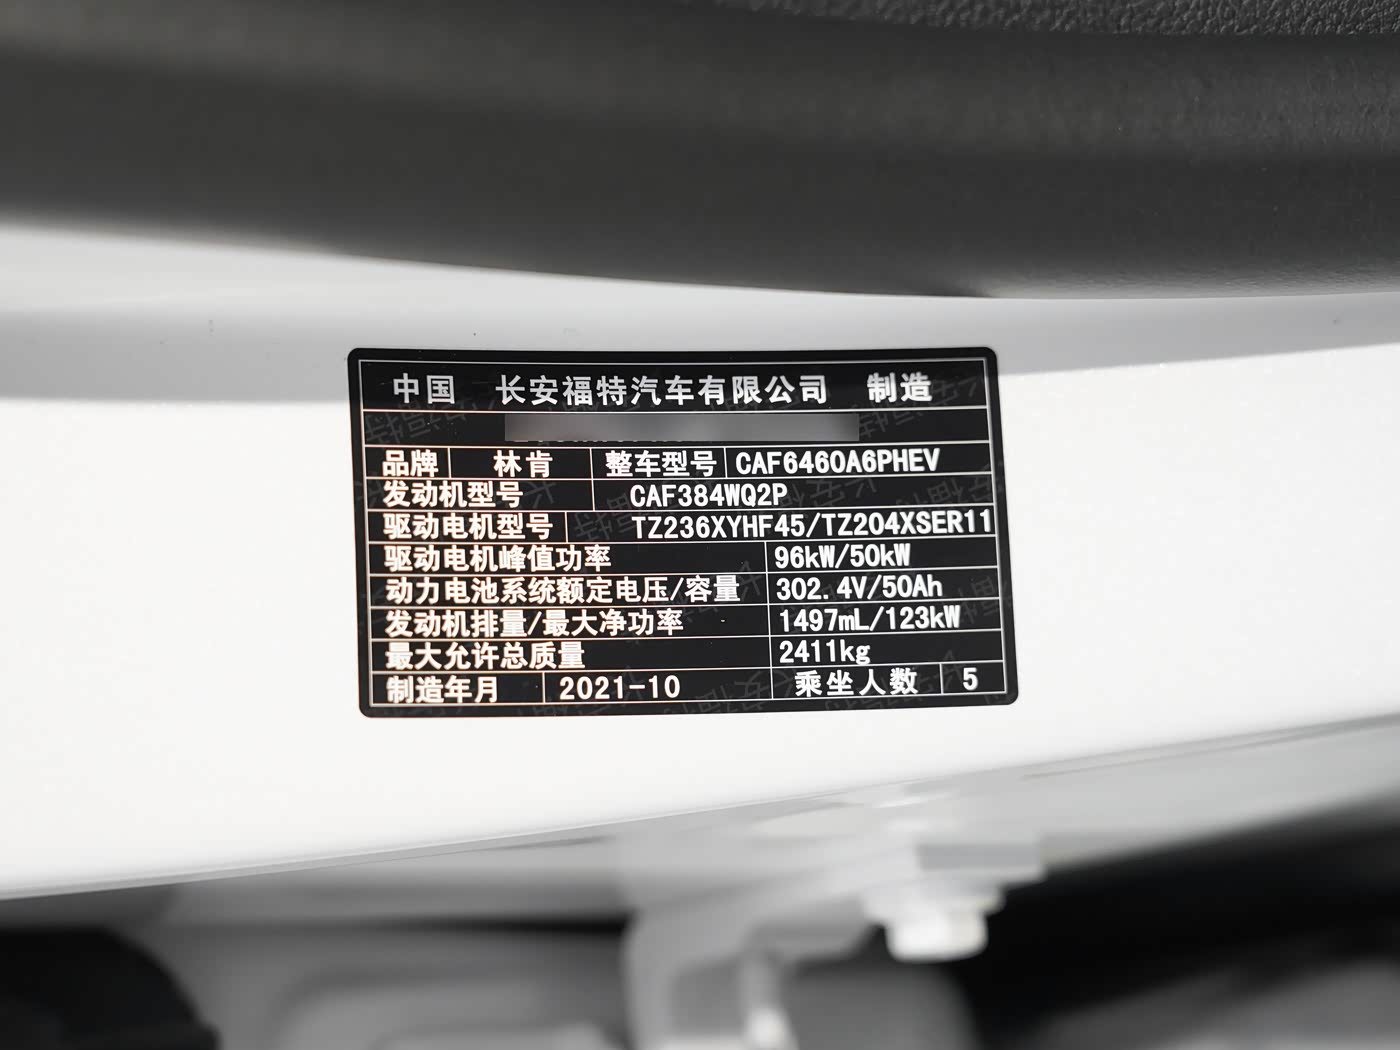 中国 长安福特汽车有限公司 制造
品牌 林肯 整车型号 CAF6460A6PHEV
发动机型号 CAF384WQ2P
驱动电机型号 TZ236XYHF45/TZ204XSER11
驱动电机峰值功率 96kW/50kW
动力电池系统额定电压/容量 302.4V/50Ah
发动机排量/最大净功率 1497mL/123kW
最大允许总质量 2411kg
制造年月 2021-10 乘坐人数 5